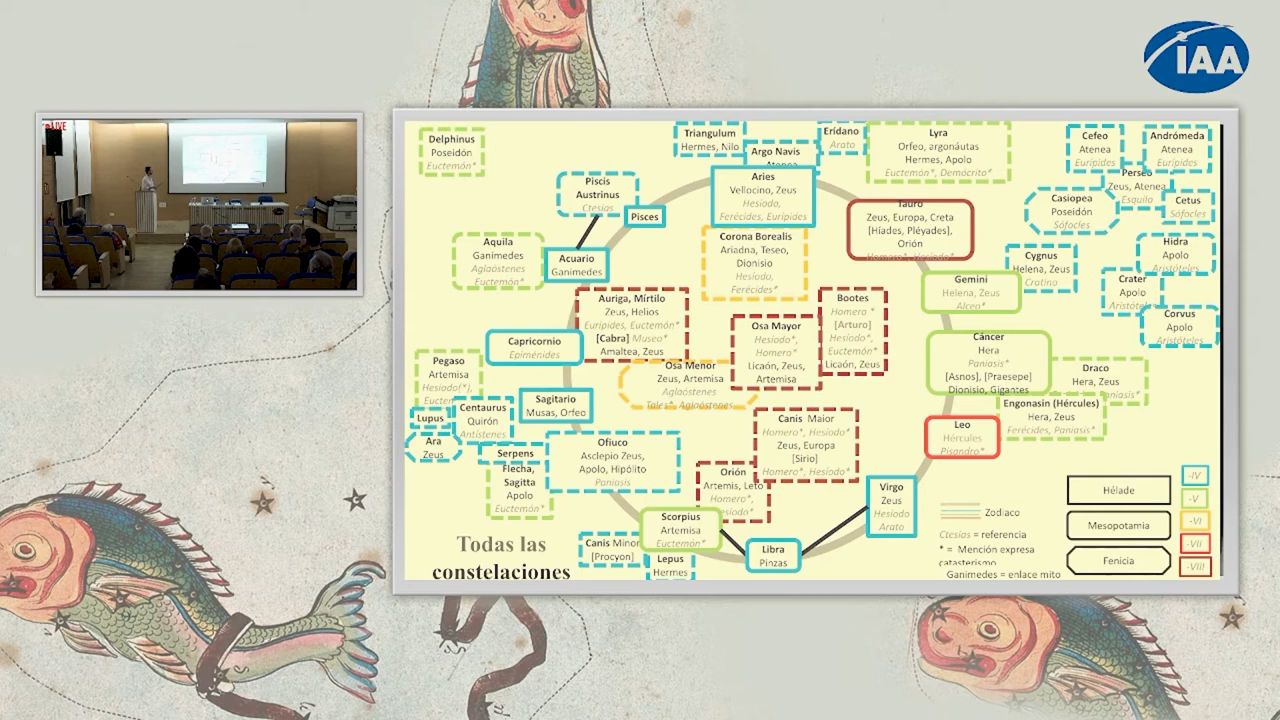 IAA
LIVE
Delphinus
Poseidón
Euctemón*
Triangulum
Hermes, Nilo
Argo Navis
Atenea
Erídano
Arato
Lyra
Orfeo, argonáutas
Hermes, Apolo
Euctemón*, Demócrito*
Cefeo
Atenea
Eurípides
Andrómeda
Atenea
Eurípides
Perseo
Zeus, Atenea
Esquilo
Piscis
Austrinus
Ctesias
Pisces
Aries
Vellocino, Zeus
Hesíodo,
Ferécides, Eurípides
Tauro
Zeus, Europa, Creta
[Híades, Pléyades],
Orión
Homero*, Hesíodo*
Casiopea
Poseidón
Sófocles
Cetus
Sófocles
Aquila
Ganimedes
Aglaóstenes
Euctemón*
Acuario
Ganimedes
Corona Borealis
Ariadna, Teseo,
Dionisio
Hesíodo,
Ferécides*
Cygnus
Helena, Zeus
Cratino
Hidra
Apolo
Aristóteles
Gemini
Helena, Zeus
Alceo*
Crater
Apolo
Aristóteles
Corvus
Apolo
Aristóteles
Auriga, Mírtilo
Zeus, Helios
Eurípides, Euctemón*
[Cabra] Museo*
Amaltea, Zeus
Bootes
Homero *
[Arturo]
Hesíodo*,
Euctemón*
Licaón, Zeus
Osa Mayor
Hesíodo*,
Homero*
Licaón, Zeus,
Artemisa
Capricornio
Epiménides
Cáncer
Hera
Paniasis*
[Asnos], [Praesepe]
Dionisio, Gigantes
Osa Menor
Zeus, Artemisa
Aglaóstenes
Tales*, Aglaóstenes
Pegaso
Artemisa
Hesíodo(*),
Draco
Hera, Zeus
Paniasis*
Sagitario
Musas, Orfeo
Centaurus
Quirón
Antístenes
Lupus
Engonasin (Hércules)
Hera, Zeus
Ferécides, Paniasis*
Ara
Zeus
Canis Maior
Homero*, Hesíodo*
Zeus, Europa
[Sirio]
Homero*, Hesíodo*
Leo
Hércules
Pisandro*
Ofiuco
Asclepio Zeus,
Apolo, Hipólito
Paniasis
Serpens
Flecha,
Sagitta
Apolo
Euctemón*
Orión
Artemis, Leto
Homero*,
Hesíodo*
Virgo
Zeus
Hesíodo
Arato
Scorpius
Artemisa
Euctemón*
Libra
Pinzas
Canis Minor
[Procyon]
Lepus
Hermes
Todas las
constelaciones
Zodiaco
Ctesias = referencia
* = Mención expresa
catasterismo
Ganimedes = enlace mito
Hélade
Mesopotamia
Fenicia
-IV
-V
-VI
-VII
-VIII